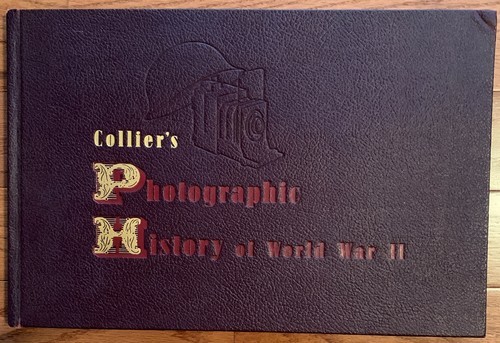 Collier's
Photographic
History of World War II